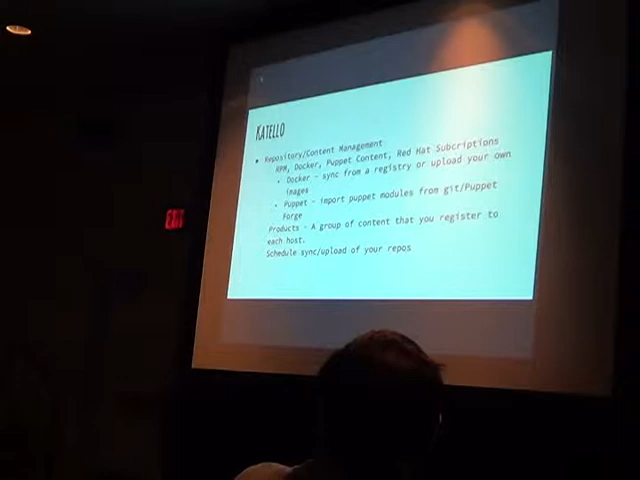 KATELLO
Repository/Content Management
RPM, Docker, Puppet Content, Red Hat Subcriptions
Docker - sync from a registry or upload your own
images
Puppet - import puppet modules from git/Puppet
Forge
Products - A group of content that you register to
each host.
Schedule sync/upload of your repos
EXIT